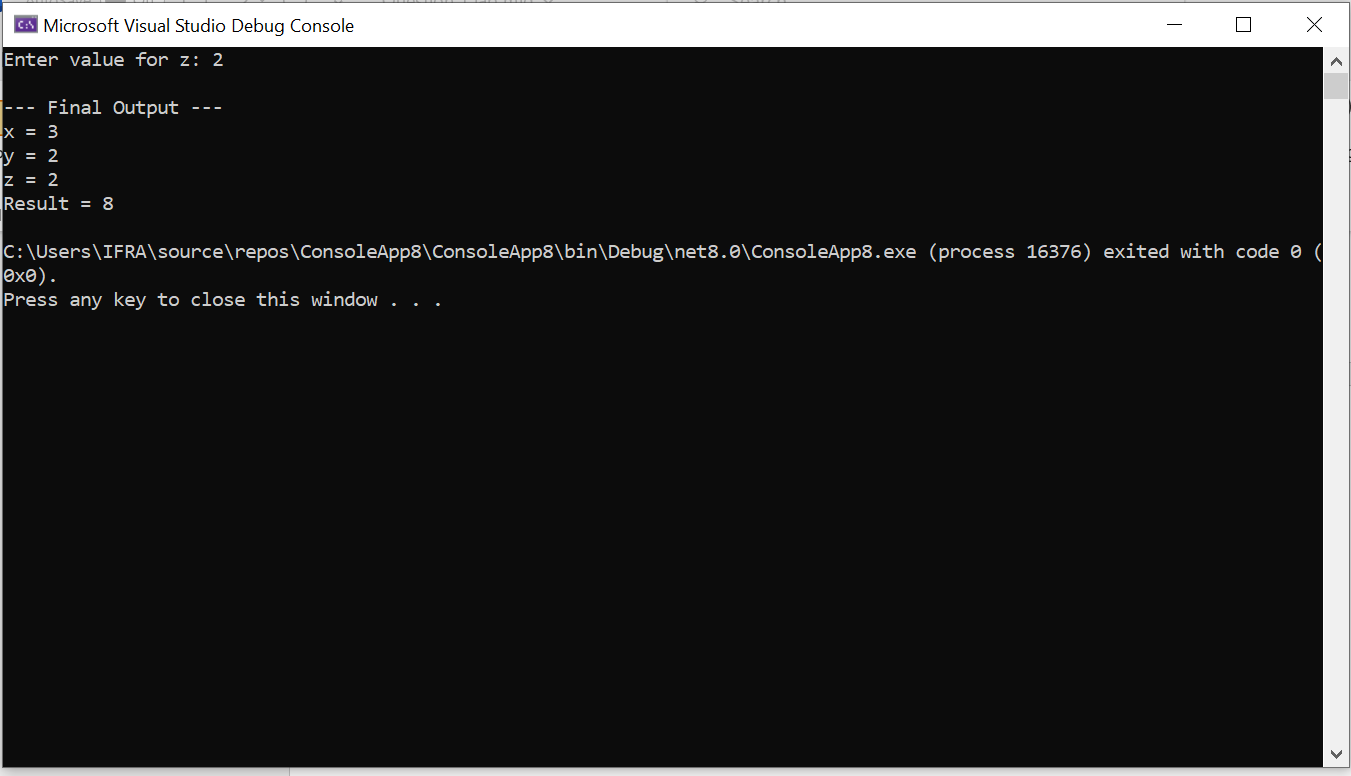 Microsoft Visual Studio Debug Console
Enter value for z: 2
--- Final Output ---
x = 3
y = 2
z = 2
Result = 8
C:\Users\IFRA\source\repos\ConsoleApp8\ConsoleApp8\bin\Debug\net8.0\ConsoleApp8.exe (process 16376) exited with code 0 (
0x0).
Press any key to close this window . . .